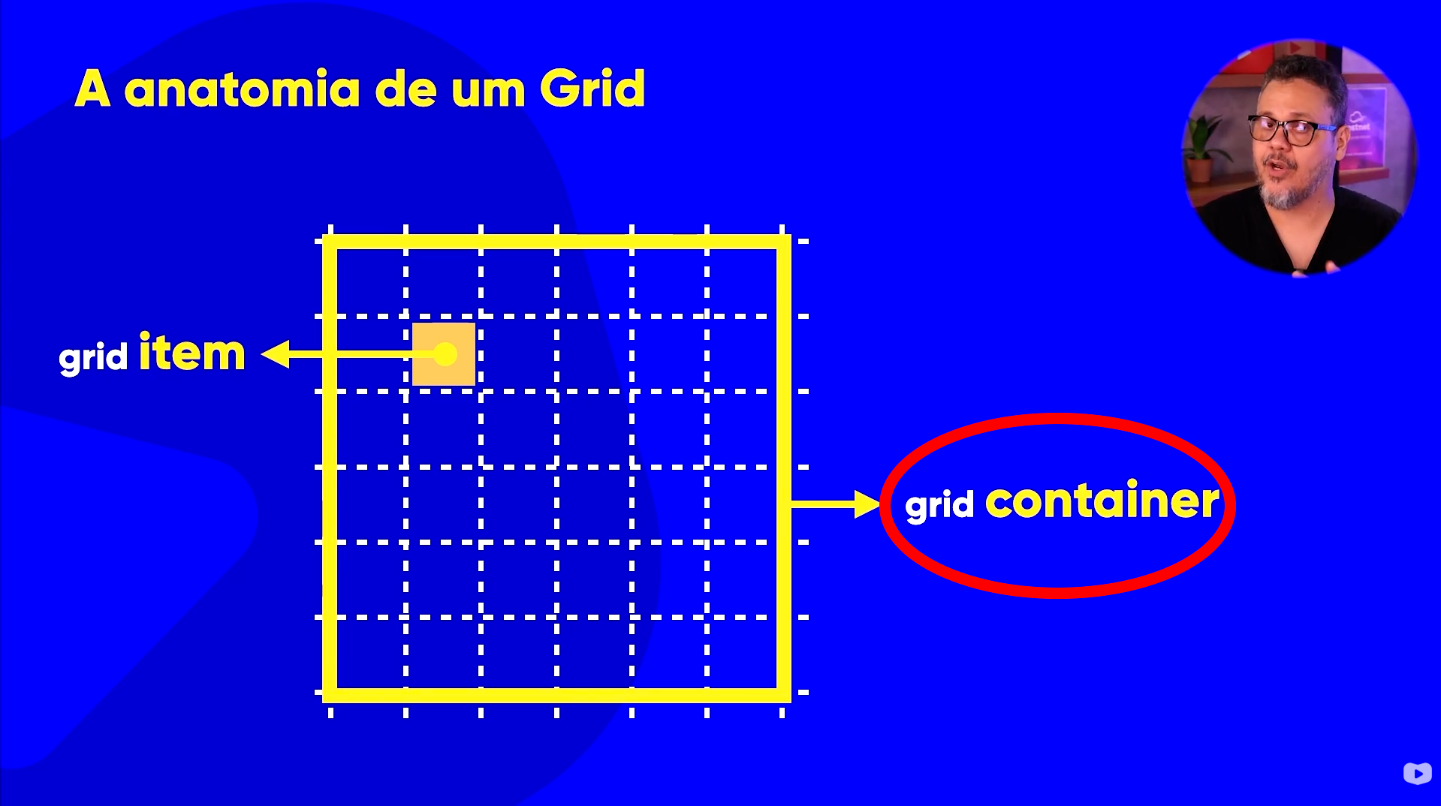 A anatomia de um Grid
grid item
grid container